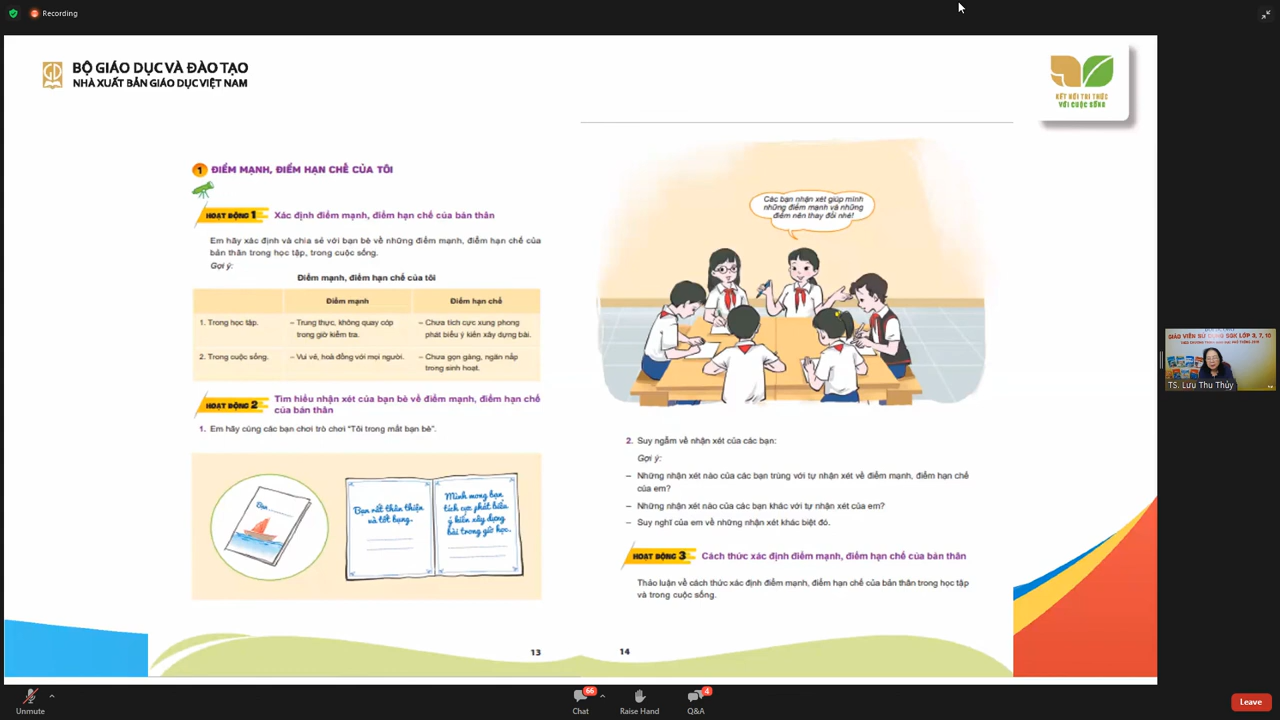 Recording
BỘ GIÁO DỤC VÀ ĐÀO TẠO
NHÀ XUẤT BẢN GIÁO DỤC VIỆT NAM
KẾT NỐI TRI THỨC
VỚI CUỘC SỐNG
1 ĐIỂM MẠNH, ĐIỂM HẠN CHẾ CỦA TÔI
HOẠT ĐỘNG 1 Xác định điểm mạnh, điểm hạn chế của bản thân
Em hãy xác định và chia sẻ với bạn bè về những điểm mạnh, điểm hạn chế của
bản thân trong học tập, trong cuộc sống.
Gợi ý:
Điểm mạnh, điểm hạn chế của tôi
Điểm mạnh Điểm hạn chế
1. Trong học tập. – Trung thực, không quay cóp – Chưa tích cực xung phong
trong giờ kiểm tra. phát biểu ý kiến xây dựng bài.
2. Trong cuộc sống. – Vui vẻ, hoà đồng với mọi người. – Chưa gọn gàng, ngăn nắp
trong sinh hoạt.
HOẠT ĐỘNG 2 Tìm hiểu nhận xét của bạn bè về điểm mạnh, điểm hạn chế
của bản thân
1. Em hãy cùng các bạn chơi trò chơi “Tôi trong mắt bạn bè”.
Bạn rất thân thiện
và tốt bụng.
Mình mong bạn
tích cực phát biểu
ý kiến xây dựng
bài trong giờ học.
13
Các bạn nhận xét giúp mình
những điểm mạnh và những
điểm nên thay đổi nhé!
2. Suy ngẫm về nhận xét của các bạn:
Gợi ý:
– Những nhận xét nào của các bạn trùng với tự nhận xét về điểm mạnh, điểm hạn chế
của em?
– Những nhận xét nào của các bạn khác với tự nhận xét của em?
– Suy nghĩ của em về những nhận xét khác biệt đó.
HOẠT ĐỘNG 3 Cách thức xác định điểm mạnh, điểm hạn chế của bản thân
Thảo luận về cách thức xác định điểm mạnh, điểm hạn chế của bản thân trong học tập
và trong cuộc sống.
14
GIÁO VIÊN SỬ DỤNG SGK LỚP 3, 7, 10
TS. Lưu Thu Thủy
Unmute
66
Chat
Raise Hand
4
Q&A
Leave